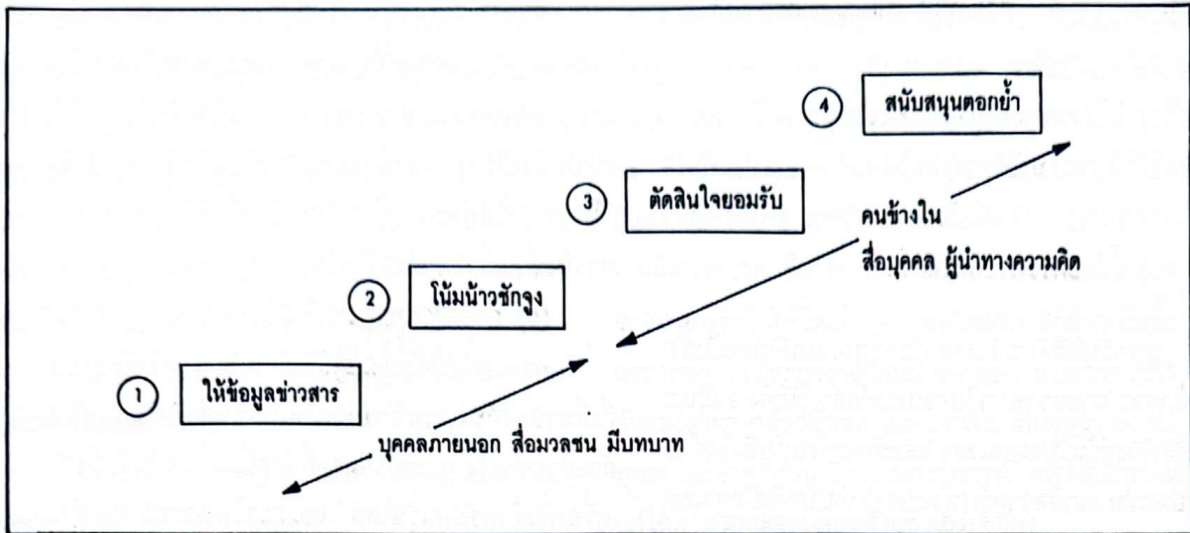 4 สนับสนุนตอกย้ำ
3 ตัดสินใจยอมรับ
คนข้างใน
สื่อบุคคล ผู้นำทางความคิด
2 โน้มน้าวชักจูง
1 ให้ข้อมูลข่าวสาร
บุคคลภายนอก สื่อมวลชน มีบทบาท